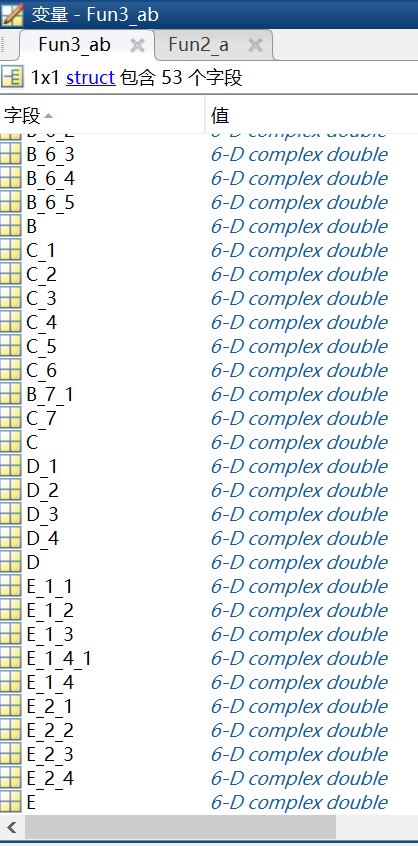 变量 - Fun3_ab
Fun3_ab Fun2_a
1x1 struct 包含 53 个字段
字段 值
B_6_2 6-D complex double
B_6_3 6-D complex double
B_6_4 6-D complex double
B_6_5 6-D complex double
B 6-D complex double
C_1 6-D complex double
C_2 6-D complex double
C_3 6-D complex double
C_4 6-D complex double
C_5 6-D complex double
C_6 6-D complex double
B_7_1 6-D complex double
C_7 6-D complex double
C 6-D complex double
D_1 6-D complex double
D_2 6-D complex double
D_3 6-D complex double
D_4 6-D complex double
D 6-D complex double
E_1_1 6-D complex double
E_1_2 6-D complex double
E_1_3 6-D complex double
E_1_4_1 6-D complex double
E_1_4 6-D complex double
E_2_1 6-D complex double
E_2_2 6-D complex double
E_2_3 6-D complex double
E_2_4 6-D complex double
E 6-D complex double